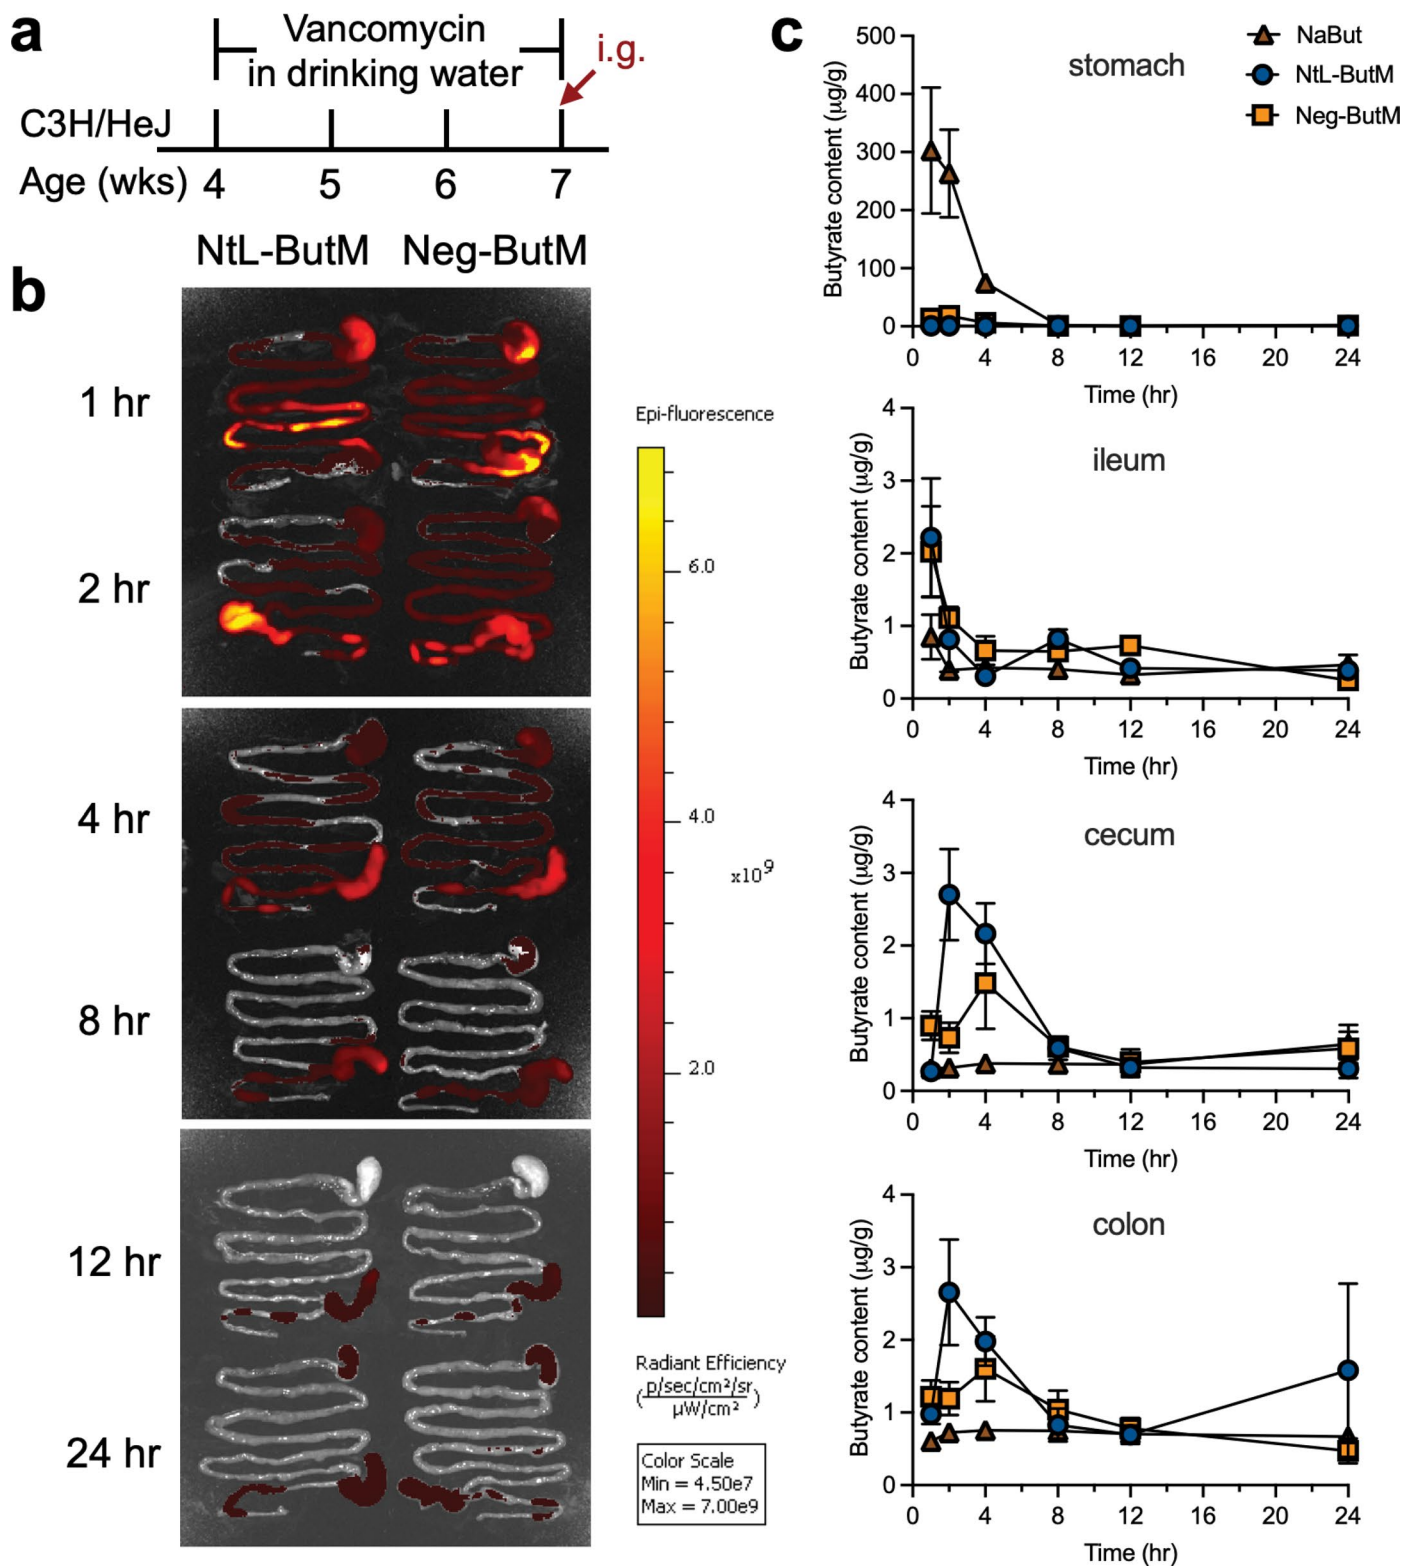 a
Vancomycin
in drinking water
i.g.
C3H/HeJ
Age (wks) 4 5 6 7
b
NtL-ButM Neg-ButM
1 hr
2 hr
4 hr
8 hr
12 hr
24 hr
Epi-fluorescence
6.0
4.0
x10⁹
2.0
Radiant Efficiency
(p/sec/cm²/sr
µW/cm²)
Color Scale
Min = 4.50e7
Max = 7.00e9
c
NaBut
NtL-ButM
Neg-ButM
stomach
Butyrate content (µg/g)
500
400
300
200
100
0
0 4 8 12 16 20 24
Time (hr)
ileum
Butyrate content (µg/g)
4
3
2
1
0
0 4 8 12 16 20 24
Time (hr)
cecum
Butyrate content (µg/g)
4
3
2
1
0
0 4 8 12 16 20 24
Time (hr)
colon
Butyrate content (µg/g)
4
3
2
1
0
0 4 8 12 16 20 24
Time (hr)